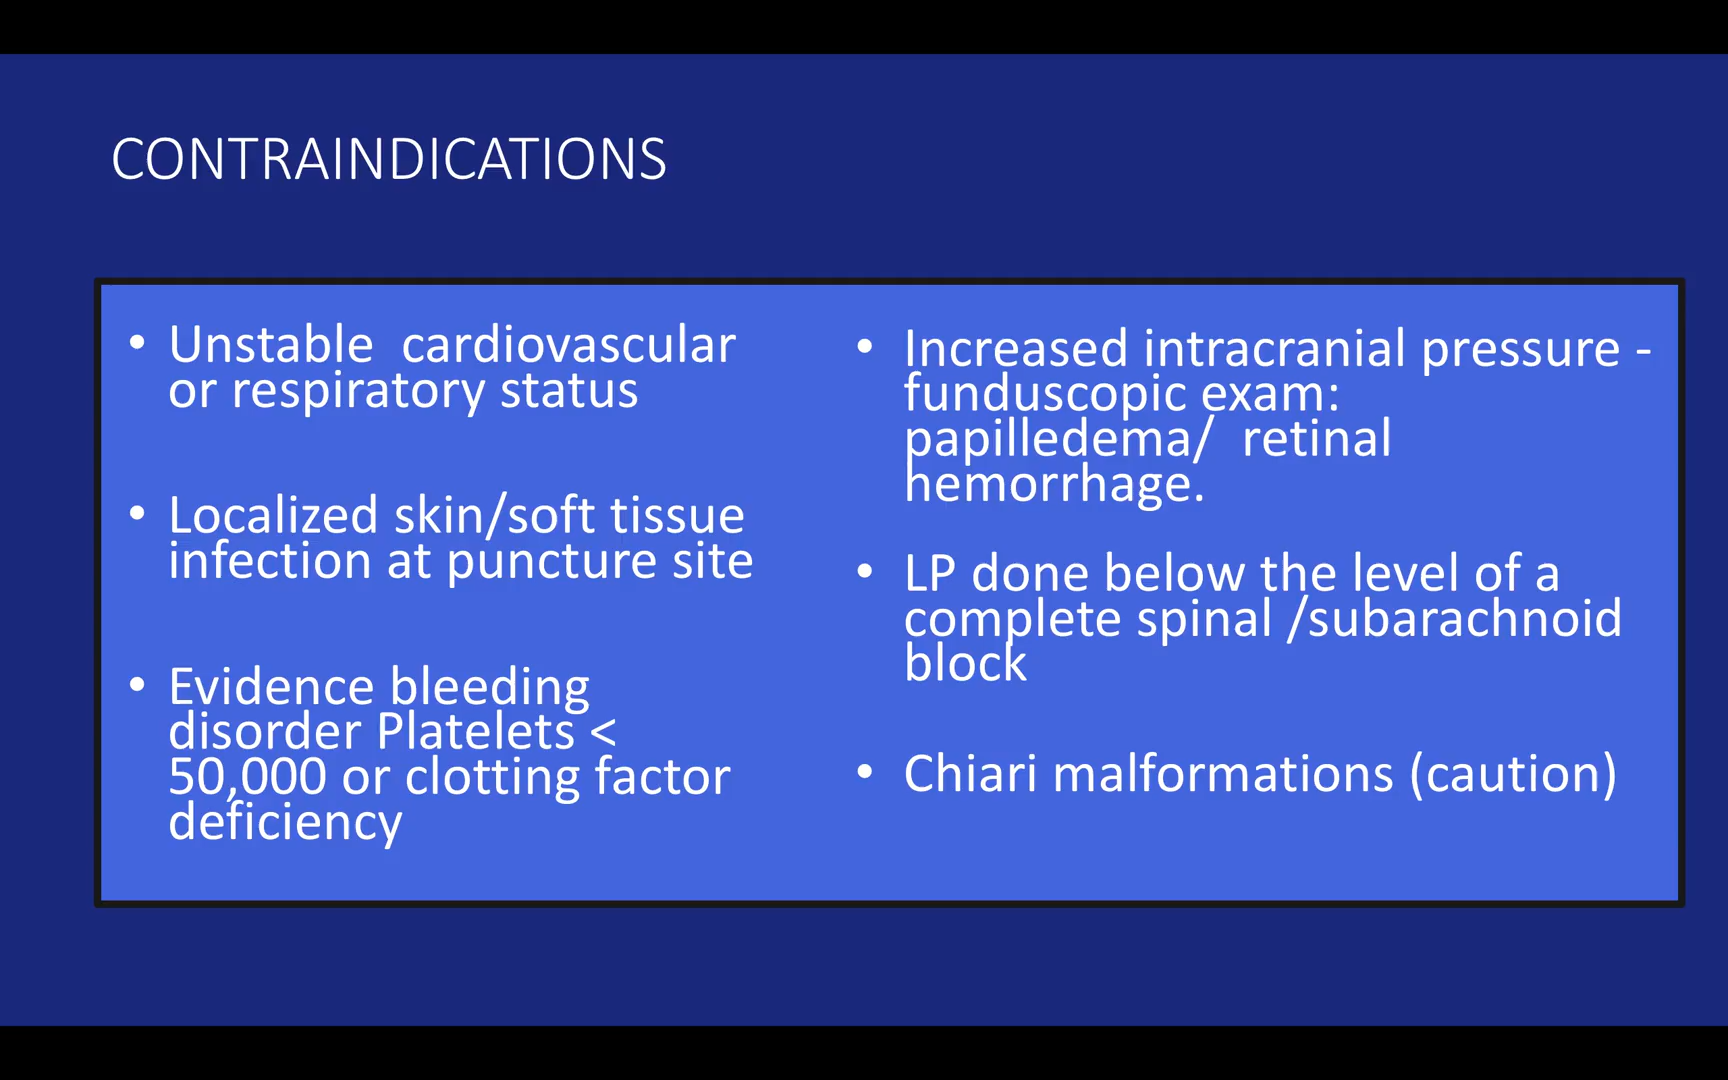 CONTRAINDICATIONS
• Unstable  cardiovascular
or respiratory status
• Localized skin/soft tissue
infection at puncture site
• Evidence bleeding
disorder Platelets <
50,000 or clotting factor
deficiency
• Increased intracranial pressure -
funduscopic exam:
papilledema/  retinal
hemorrhage.
• LP done below the level of a
complete spinal /subarachnoid
block
• Chiari malformations (caution)